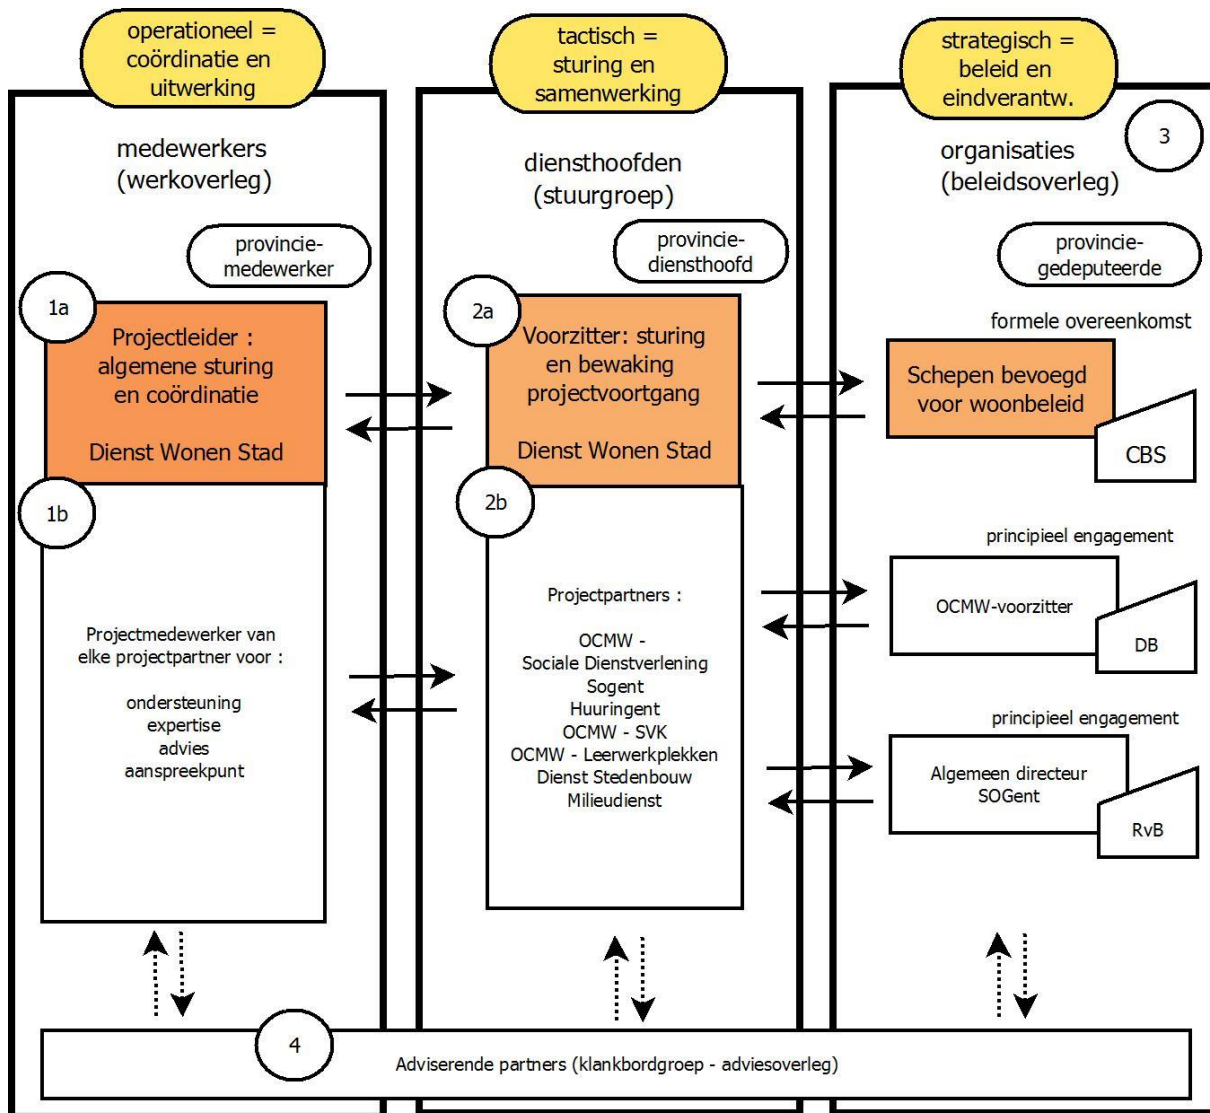 operationeel =
coördinatie en
uitwerking
medewerkers
(werkoverleg)
provincie-
medewerker
1a
Projectleider :
algemene sturing
en coördinatie
Dienst Wonen Stad
1b
Projectmedewerker van
elke projectpartner voor :
ondersteuning
expertise
advies
aanspreekpunt
tactisch =
sturing en
samenwerking
diensthoofden
(stuurgroep)
provincie-
diensthoofd
2a
Voorzitter: sturing
en bewaking
projectvoortgang
Dienst Wonen Stad
2b
Projectpartners :
OCMW -
Sociale Dienstverlening
Sogent
Huuringent
OCMW - SVK
OCMW - Leerwerkplekken
Dienst Stedenbouw
Milieudienst
strategisch =
beleid en
eindverantw.
3
organisaties
(beleidsoverleg)
provincie-
gedeputeerde
formele overeenkomst
Schepen bevoegd
voor woonbeleid
CBS
principieel engagement
OCMW-voorzitter
DB
principieel engagement
Algemeen directeur
SOGent
RvB
4
Adviserende partners (klankbordgroep - adviesoverleg)